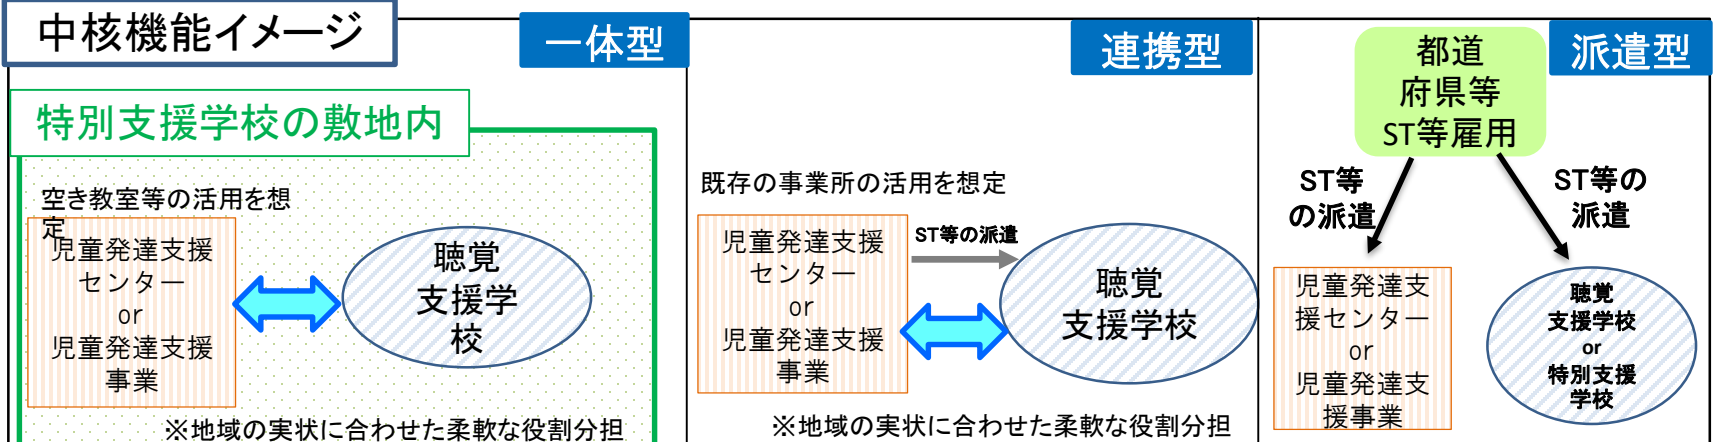 中核機能イメージ
一体型
特別支援学校の敷地内
空き教室等の活用を想
定
児童発達支援
センター
or
児童発達支援
事業
聴覚
支援学
校
※地域の実状に合わせた柔軟な役割分担
連携型
既存の事業所の活用を想定
児童発達支援
センター
or
児童発達支援
事業
ST等の派遣
聴覚
支援学校
※地域の実状に合わせた柔軟な役割分担
派遣型
都道
府県等
ST等雇用
ST等
の派遣
ST等の
派遣
児童発達支
援センター
or
児童発達支
援事業
聴覚
支援学校
or
特別支援
学校